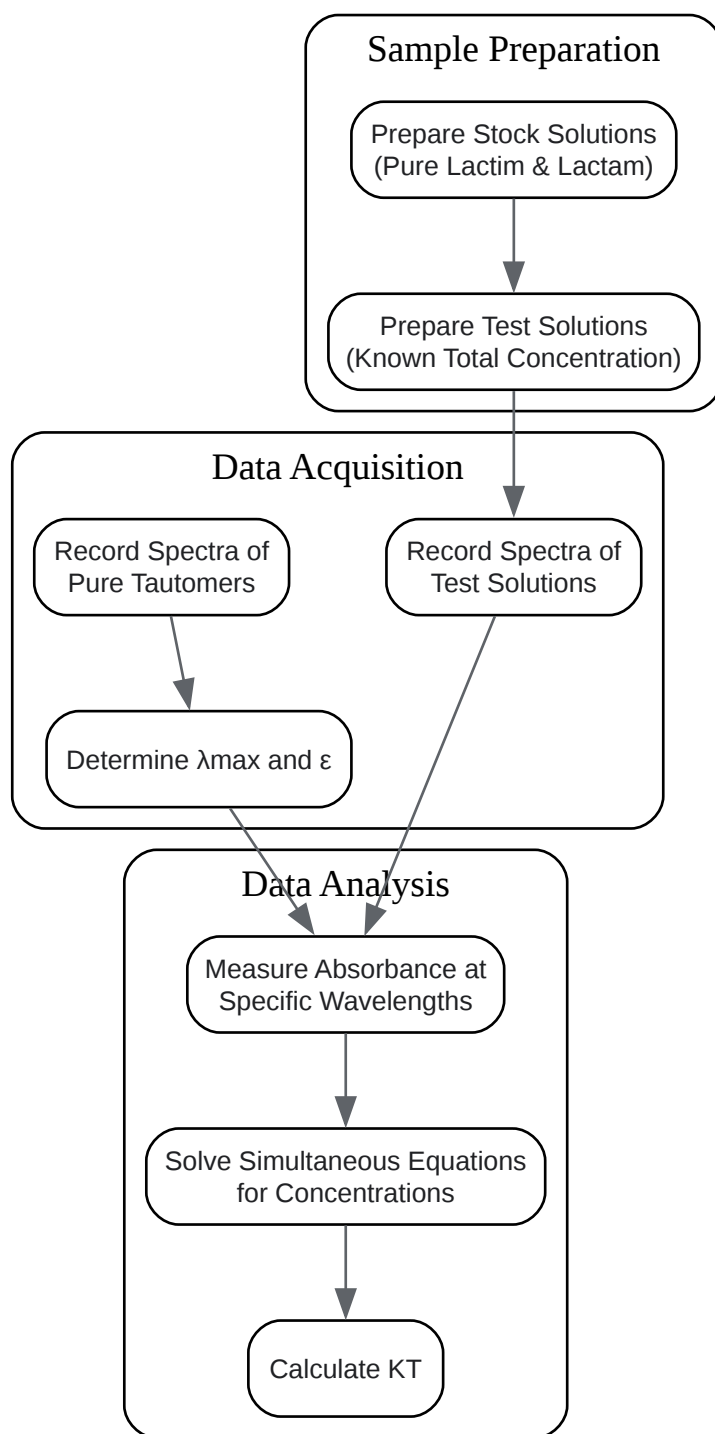 Sample Preparation
Prepare Stock Solutions
(Pure Lactim & Lactam)
Prepare Test Solutions
(Known Total Concentration)
Data Acquisition
Record Spectra of
Pure Tautomers
Record Spectra of
Test Solutions
Determine λmax and ε
Data Analysis
Measure Absorbance at
Specific Wavelengths
Solve Simultaneous Equations
for Concentrations
Calculate KT